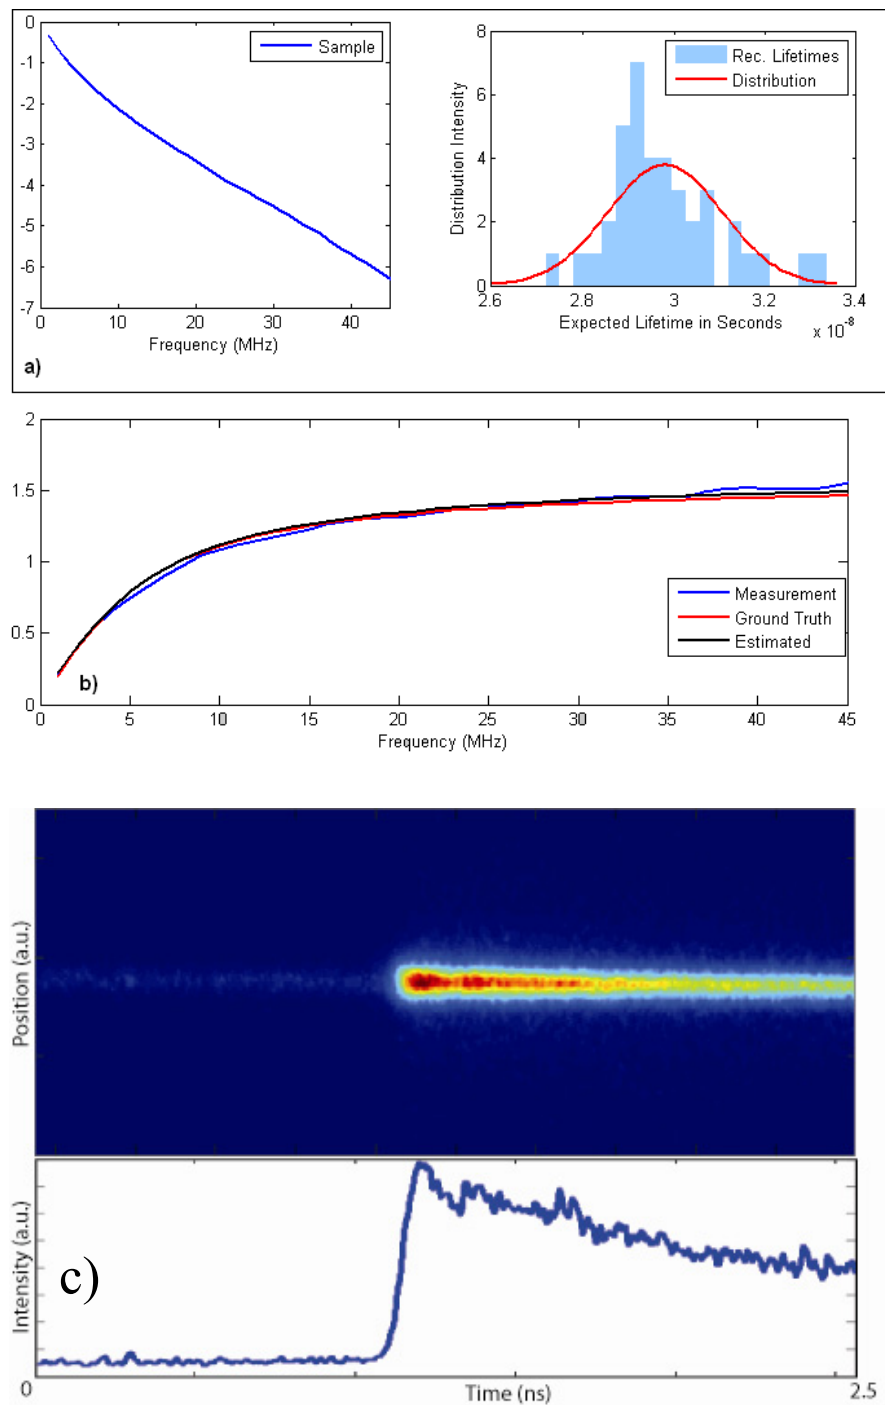 0
-1
-2
-3
-4
-5
-6
-7
0 10 20 30 40
Frequency (MHz)
Sample
a)
8
6
4
2
0
Distribution Intensity
Rec. Lifetimes
Distribution
2.6 2.8 3 3.2 3.4
Expected Lifetime in Seconds
x 10-8
2
1.5
1
0.5
0
Measurement
Ground Truth
Estimated
b)
0 5 10 15 20 25 30 35 40 45
Frequency (MHz)
Position (a.u.)
Intensity (a.u.)
c)
0 Time (ns) 2.5